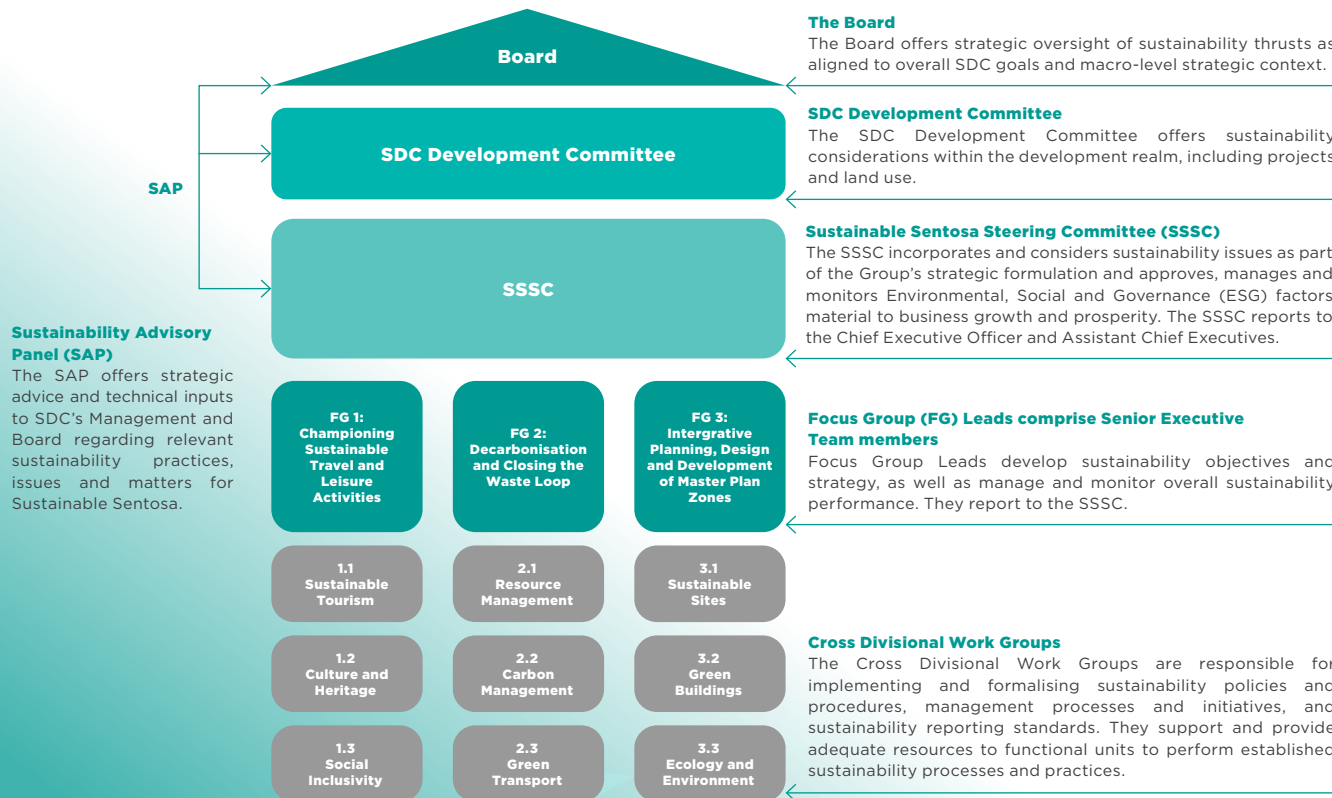 Board
SDC Development Committee
SAP
SSSC
Sustainability Advisory
Panel (SAP)
The SAP offers strategic
advice and technical inputs
to SDC's Management and
Board regarding relevant
sustainability practices,
issues and matters for
Sustainable Sentosa.
FG 1:
Championing
Sustainable
Travel and
Leisure
Activities
FG 2:
Decarbonisation
and Closing the
Waste Loop
FG 3:
Intergrative
Planning, Design
and Development
of Master Plan
Zones
1.1
Sustainable
Tourism
2.1
Resource
Management
3.1
Sustainable
Sites
1.2
Culture and
Heritage
2.2
Carbon
Management
3.2
Green
Buildings
1.3
Social
Inclusivity
2.3
Green
Transport
3.3
Ecology and
Environment
The Board
The Board offers strategic oversight of sustainability thrusts as
aligned to overall SDC goals and macro-level strategic context.
SDC Development Committee
The SDC Development Committee offers sustainability
considerations within the development realm, including projects
and land use.
Sustainable Sentosa Steering Committee (SSSC)
The SSSC incorporates and considers sustainability issues as part
of the Group's strategic formulation and approves, manages and
monitors Environmental, Social and Governance (ESG) factors
material to business growth and prosperity. The SSSC reports to
the Chief Executive Officer and Assistant Chief Executives.
Focus Group (FG) Leads comprise Senior Executive
Team members
Focus Group Leads develop sustainability objectives and
strategy, as well as manage and monitor overall sustainability
performance. They report to the SSSC.
Cross Divisional Work Groups
The Cross Divisional Work Groups are responsible for
implementing and formalising sustainability policies and
procedures, management processes and initiatives, and
sustainability reporting standards. They support and provide
adequate resources to functional units to perform established
sustainability processes and practices.